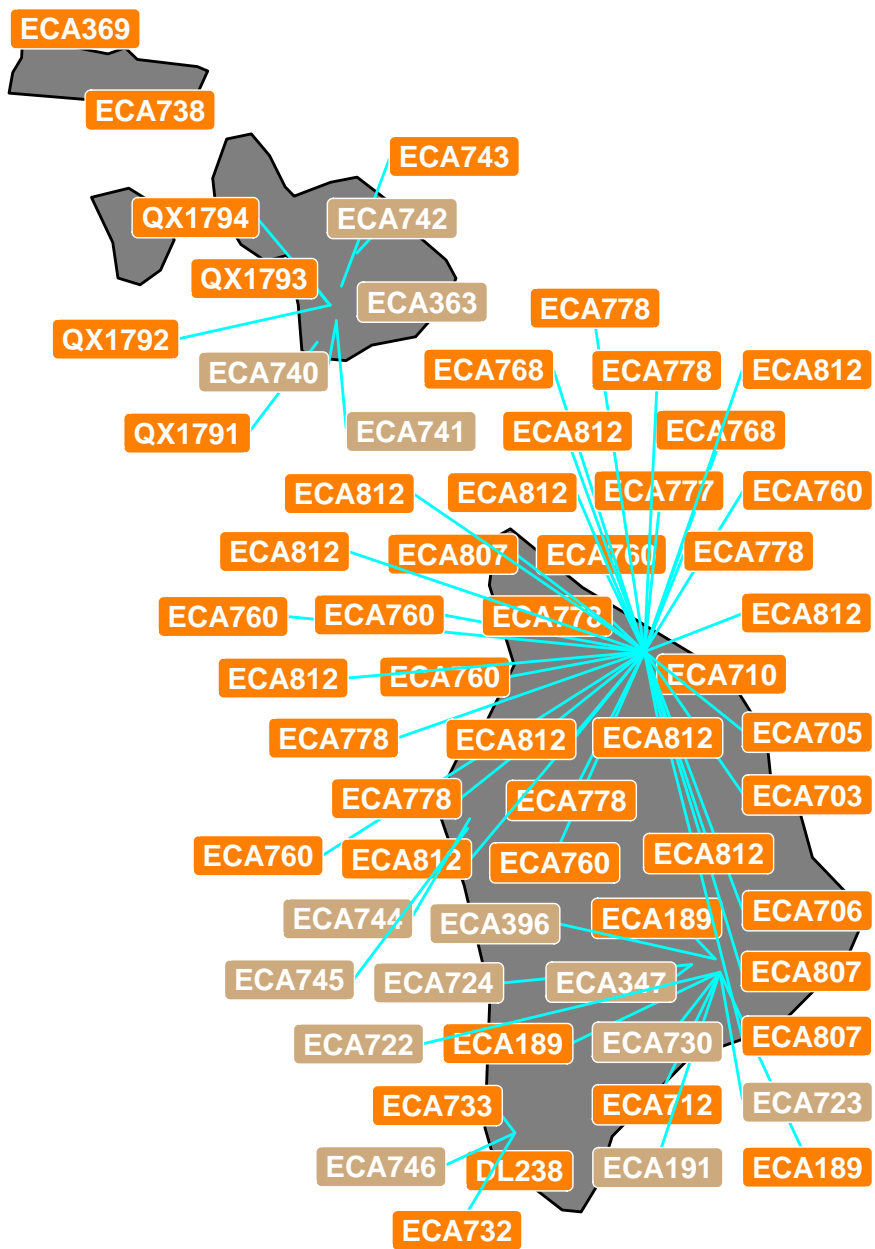 ECA369
ECA738
ECA743
QX1794
ECA742
QX1793
ECA363
ECA778
QX1792
ECA740
ECA768
ECA778
ECA812
QX1791
ECA741
ECA812
ECA768
ECA812
ECA812
ECA777
ECA760
ECA812
ECA807
ECA760
ECA778
ECA760
ECA760
ECA778
ECA812
ECA812
ECA760
ECA710
ECA778
ECA812
ECA812
ECA705
ECA778
ECA778
ECA703
ECA760
ECA812
ECA760
ECA812
ECA744
ECA396
ECA189
ECA706
ECA745
ECA724
ECA347
ECA807
ECA722
ECA189
ECA730
ECA807
ECA733
ECA712
ECA723
ECA746
DL238
ECA191
ECA189
ECA732